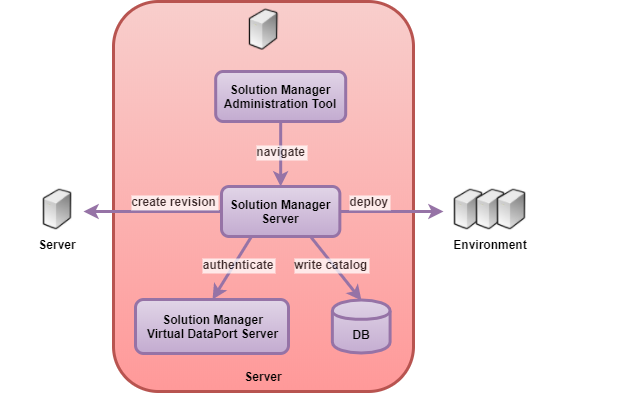 Solution Manager
Administration Tool
navigate
create revision
Solution Manager
Server
deploy
Server
Environment
authenticate
write catalog
Solution Manager
Virtual DataPort Server
DB
Server